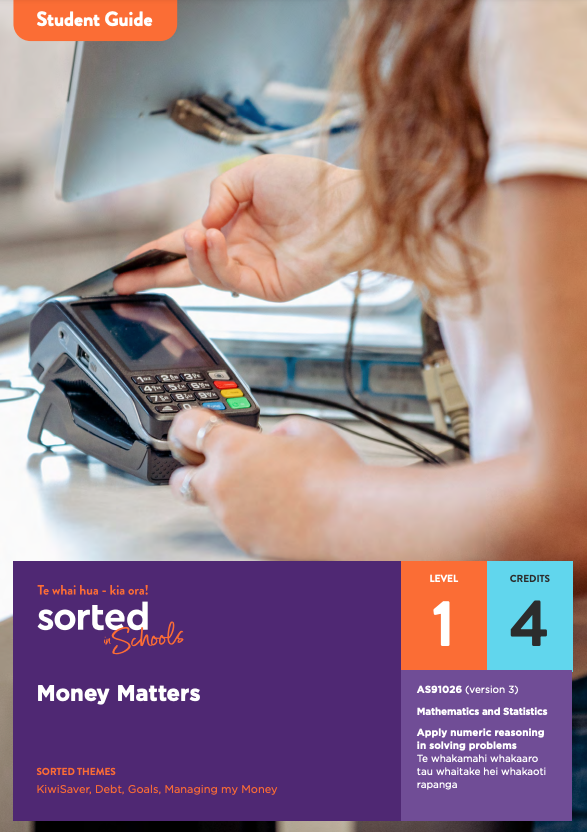 Student Guide
Te whai hua - kia ora!
sorted
in Schools
Money Matters
SORTED THEMES
KiwiSaver, Debt, Goals, Managing my Money
LEVEL
1
CREDITS
4
AS91026 (version 3)
Mathematics and Statistics
Apply numeric reasoning
in solving problems
Te whakamahi whakaaro
tau whaitake hei whakaoti
rapanga